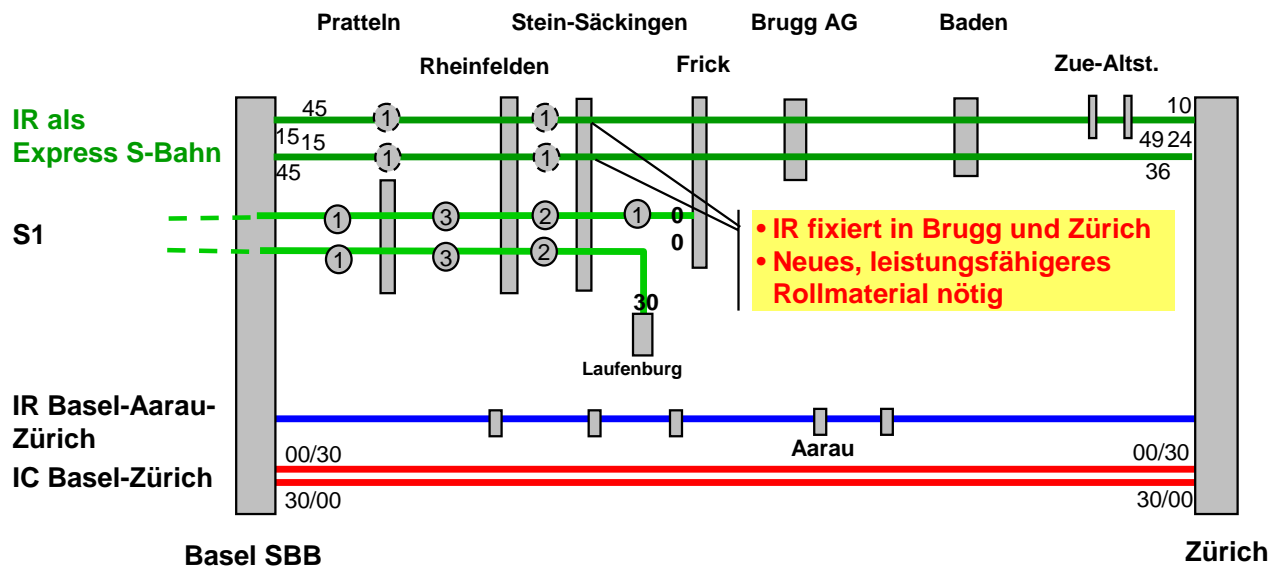 Pratteln
Stein-Säckingen
Brugg AG
Baden
Rheinfelden
Frick
Zue-Altst.
IR als
Express S-Bahn
45
1
1
10
15
15
49
24
1
1
45
36
S1
1
3
2
1
0
0
1
3
2
• IR fixiert in Brugg und Zürich
• Neues, leistungsfähigeres
Rollmaterial nötig
30
Laufenburg
IR Basel-Aarau-
Zürich
Aarau
00/30
00/30
IC Basel-Zürich
30/00
30/00
Basel SBB
Zürich